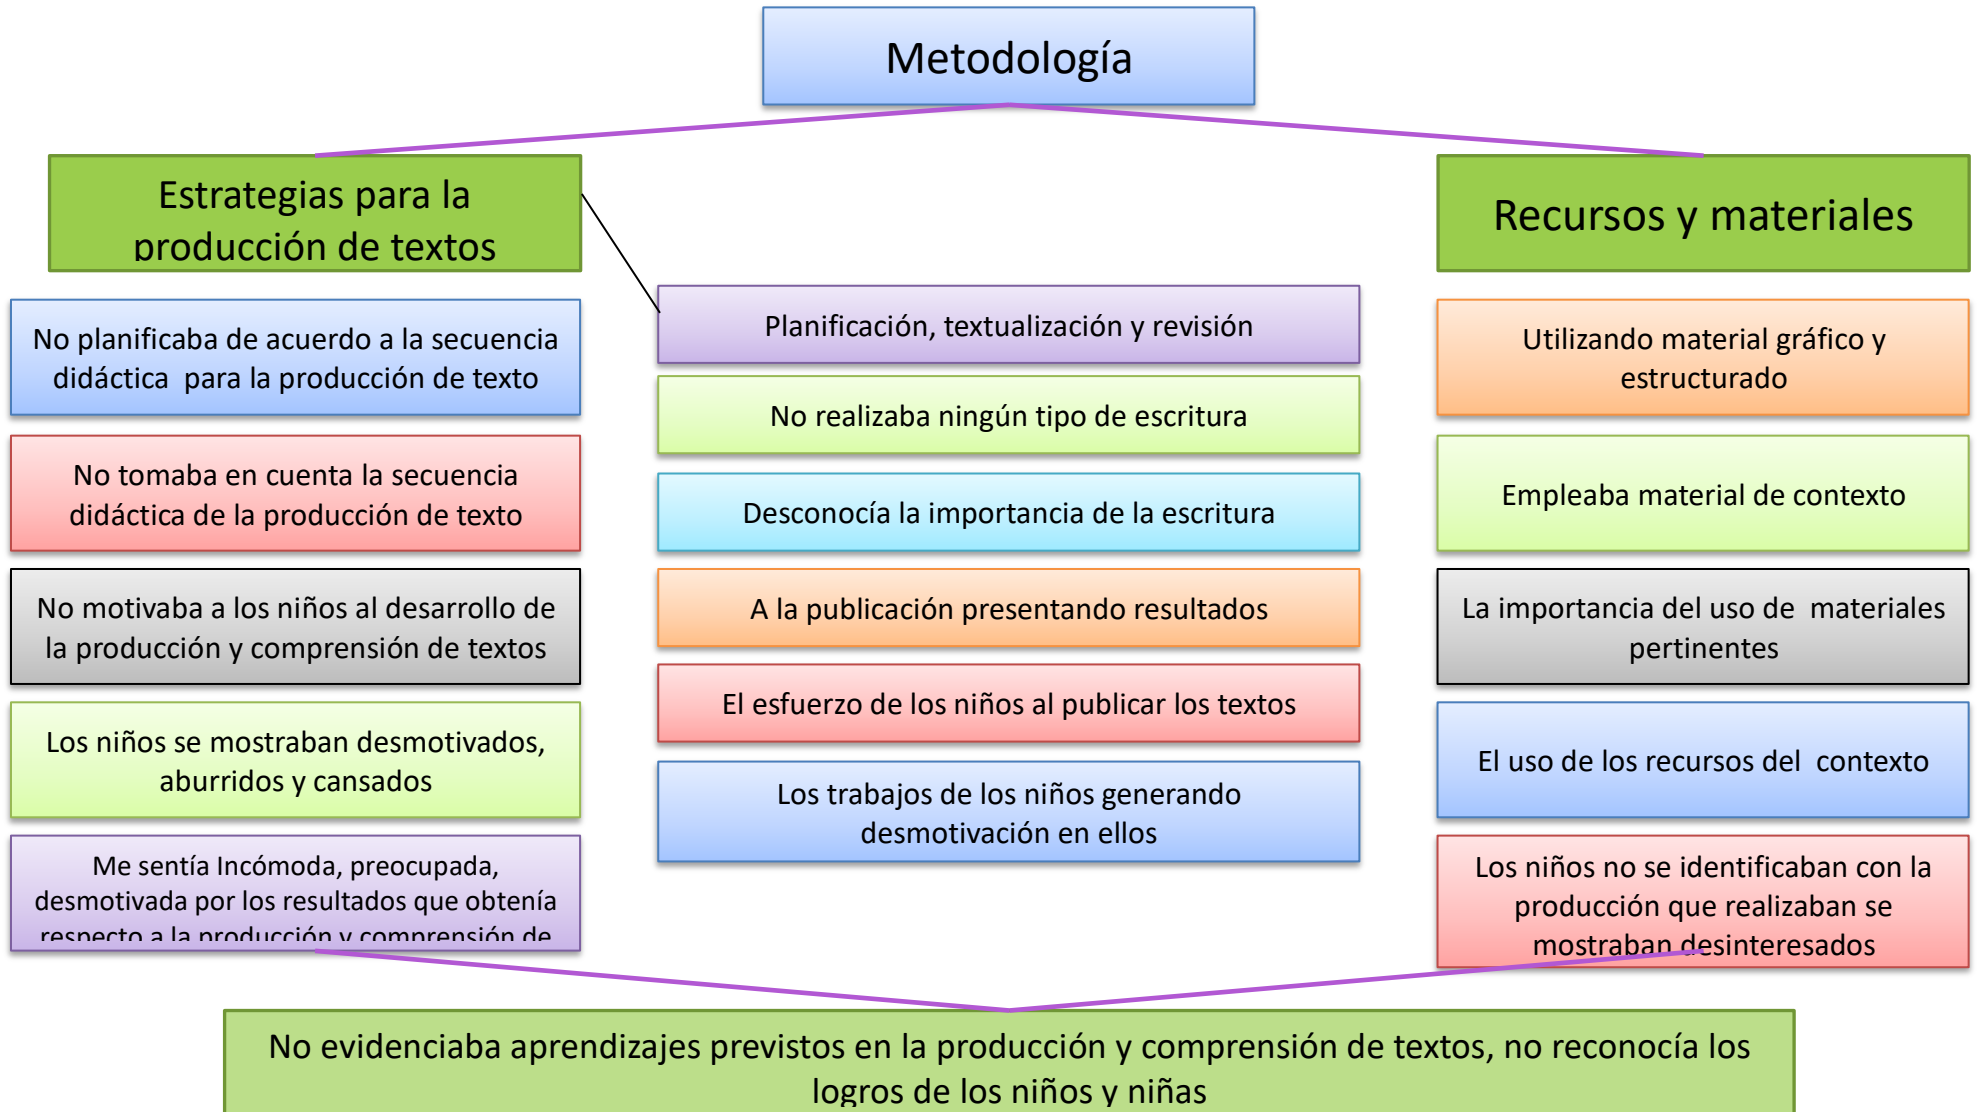 Metodología
Estrategias para la
producción de textos
No planificaba de acuerdo a la secuencia
didáctica para la producción de texto
No tomaba en cuenta la secuencia
didáctica de la producción de texto
No motivaba a los niños al desarrollo de
la producción y comprensión de textos
Los niños se mostraban desmotivados,
aburridos y cansados
Me sentía Incómoda, preocupada,
desmotivada por los resultados que obtenía
respecto a la producción y comprensión de
Planificación, textualización y revisión
No realizaba ningún tipo de escritura
Desconocía la importancia de la escritura
A la publicación presentando resultados
El esfuerzo de los niños al publicar los textos
Los trabajos de los niños generando
desmotivación en ellos
Recursos y materiales
Utilizando material gráfico y
estructurado
Empleaba material de contexto
La importancia del uso de materiales
pertinentes
El uso de los recursos del contexto
Los niños no se identificaban con la
producción que realizaban se
mostraban desinteresados
No evidenciaba aprendizajes previstos en la producción y comprensión de textos, no reconocía los
logros de los niños y niñas